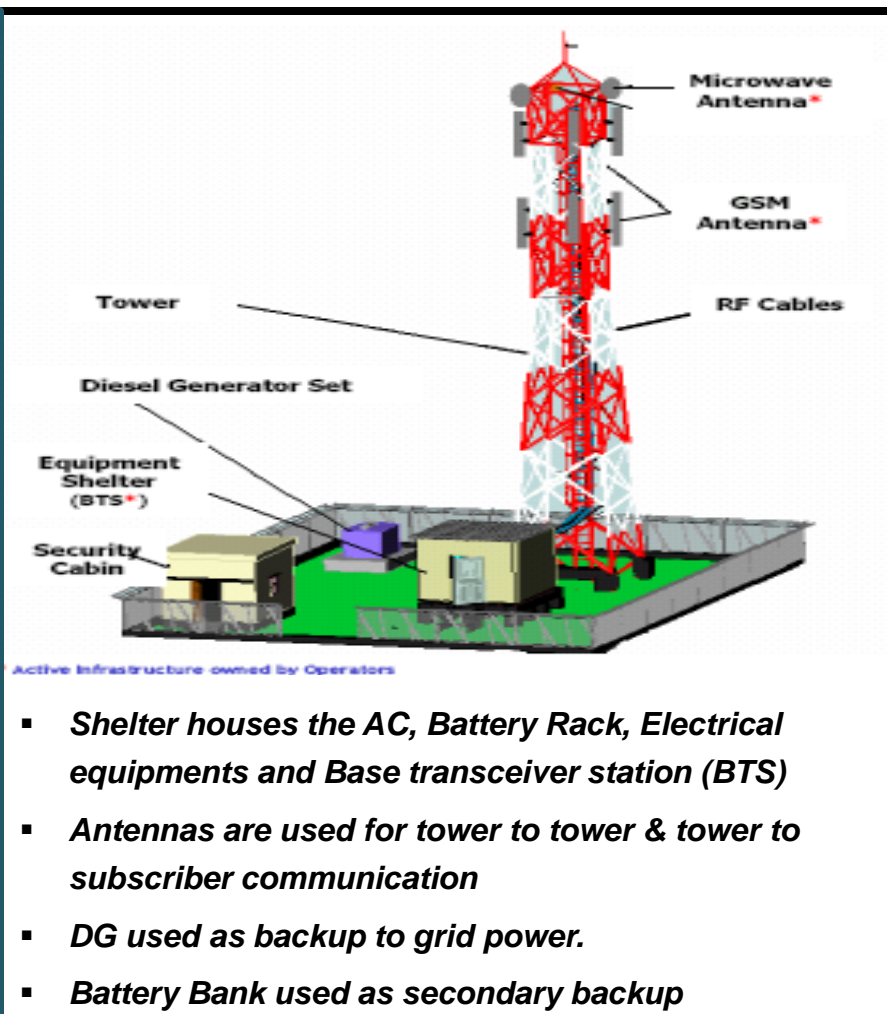 Microwave
Antenna*
GSM
Antenna*
Tower
RF Cables
Diesel Generator Set
Equipment
Shelter
(BTS*)
Security
Cabin
* Active Infrastructure owned by Operators
▪ Shelter houses the AC, Battery Rack, Electrical
equipments and Base transceiver station (BTS)
▪ Antennas are used for tower to tower & tower to
subscriber communication
▪ DG used as backup to grid power.
▪ Battery Bank used as secondary backup